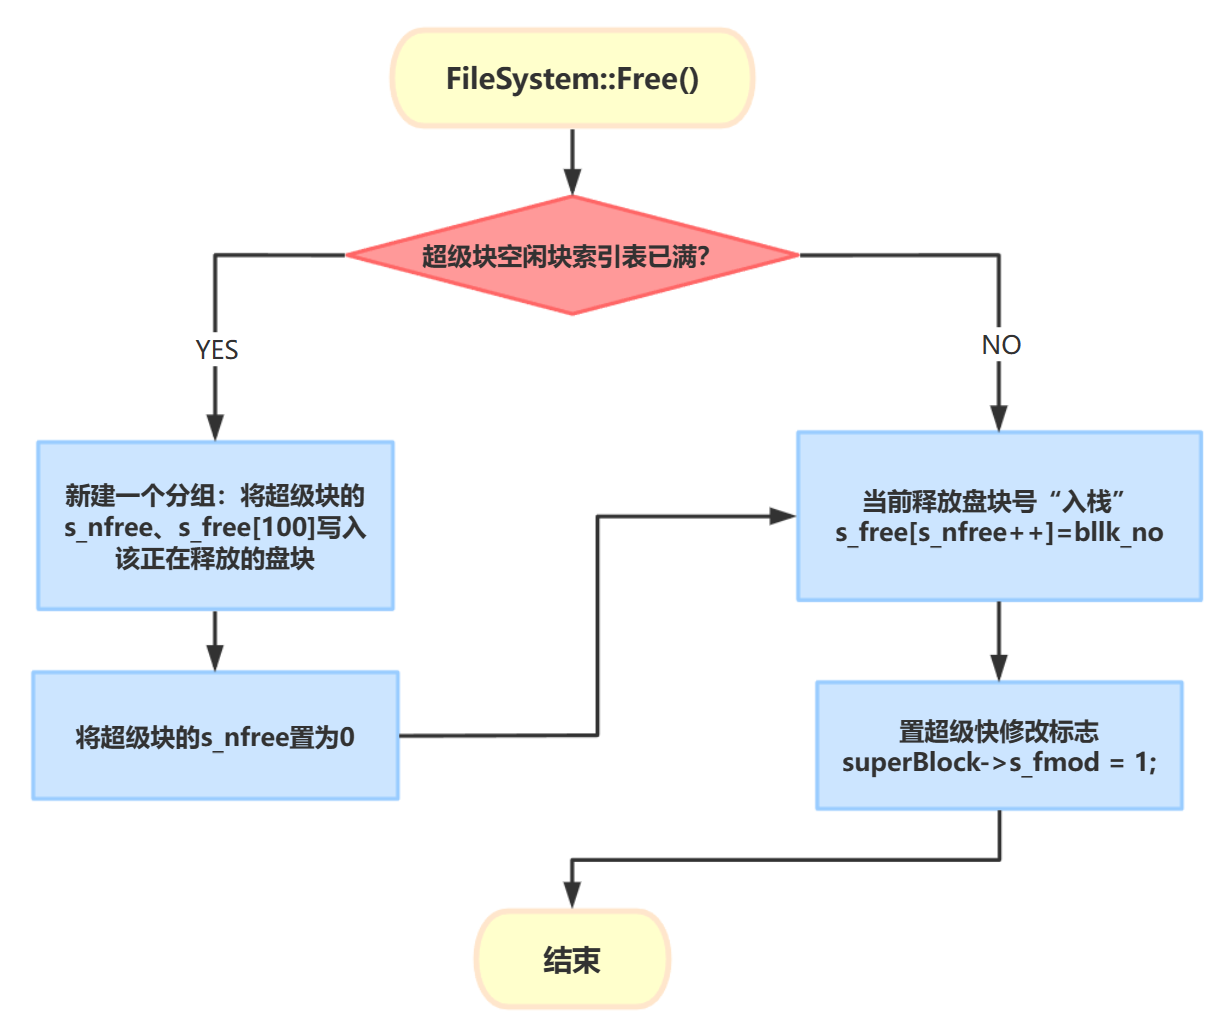 FileSystem::Free()
超级块空闲块索引表已满？
YES
NO
新建一个分组：将超级块的
s_nfree、s_free[100]写入
该正在释放的盘块
当前释放盘块号“入栈”
s_free[s_nfree++]=bllk_no
将超级块的s_nfree置为0
置超级快修改标志
superBlock->s_fmod = 1;
结束